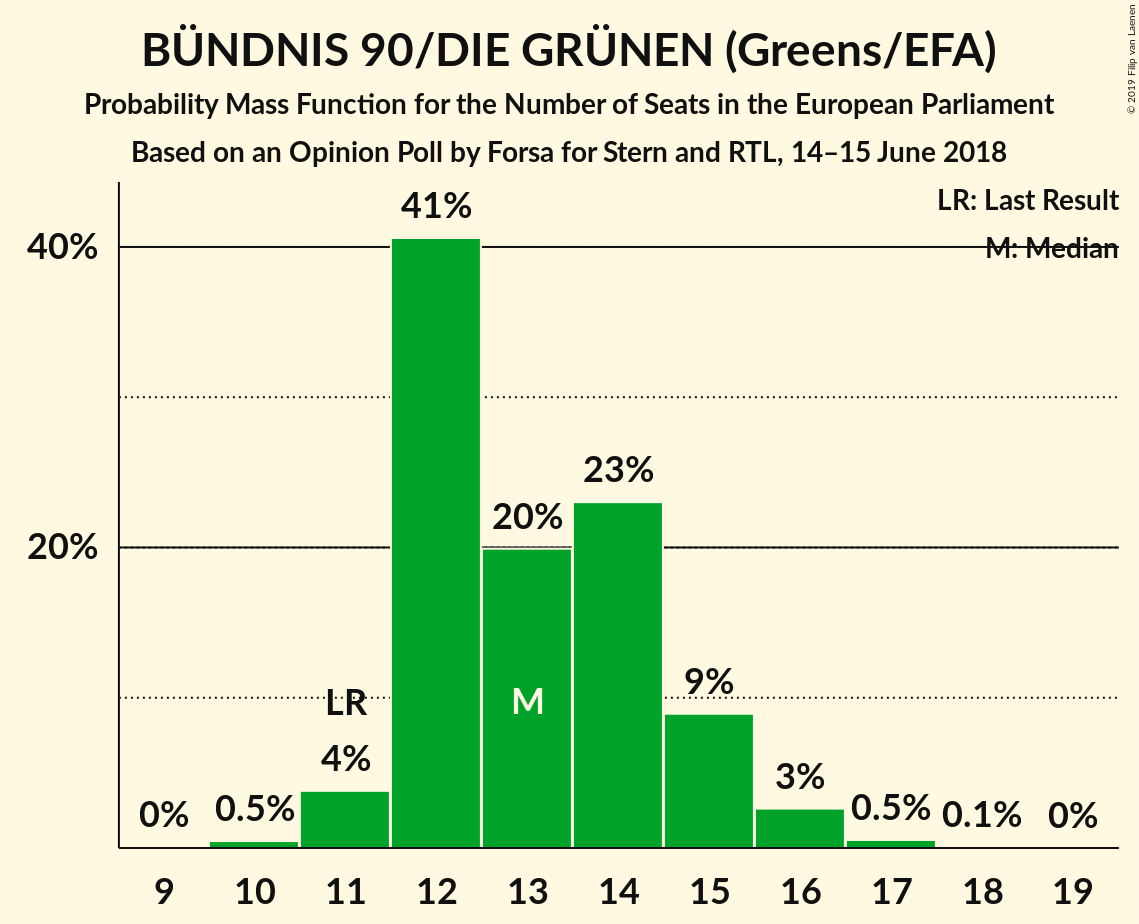 BÜNDNIS 90/DIE GRÜNEN (Greens/EFA)
Probability Mass Function for the Number of Seats in the European Parliament
Based on an Opinion Poll by Forsa for Stern and RTL, 14–15 June 2018
© 2019 Filip van Laenen
LR: Last Result
M: Median
40%
20%
0%
0.5%
LR
4%
41%
20%
M
23%
9%
3%
0.5%
0.1%
0%
9 10 11 12 13 14 15 16 17 18 19